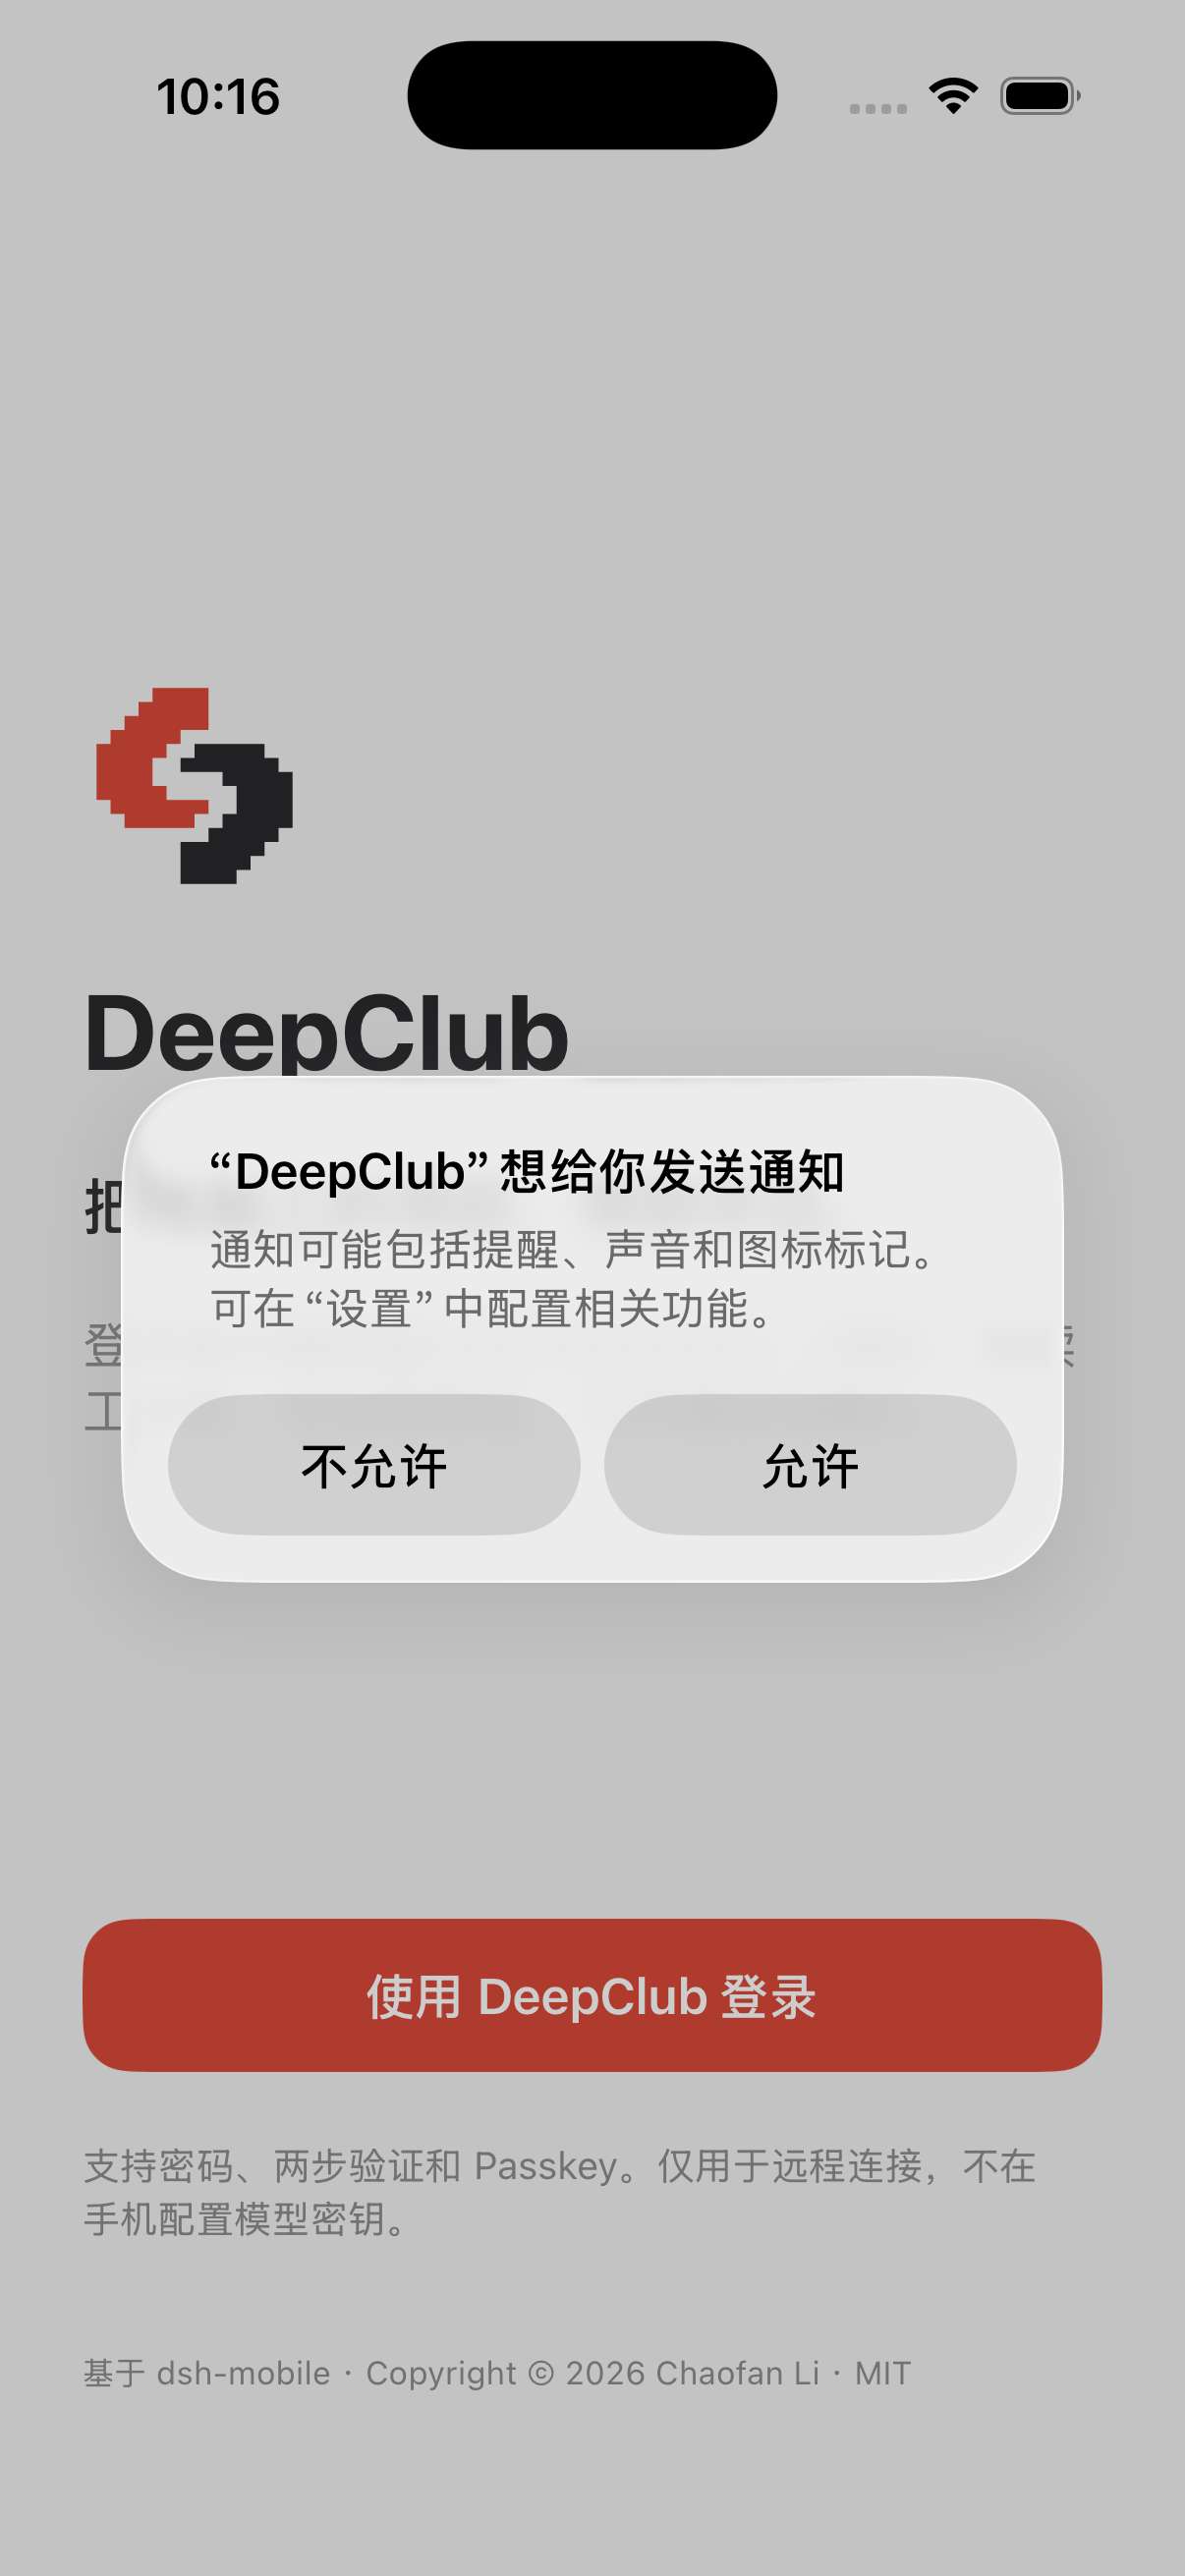 10:16
DeepClub
“DeepClub” 想给你发送通知
把
通知可能包括提醒、声音和图标标记。
可在 “设置” 中配置相关功能。
登
工
不允许
允许
使用 DeepClub 登录
支持密码、两步验证和 Passkey。仅用于远程连接，不在
手机配置模型密钥。
基于 dsh-mobile · Copyright © 2026 Chaofan Li · MIT